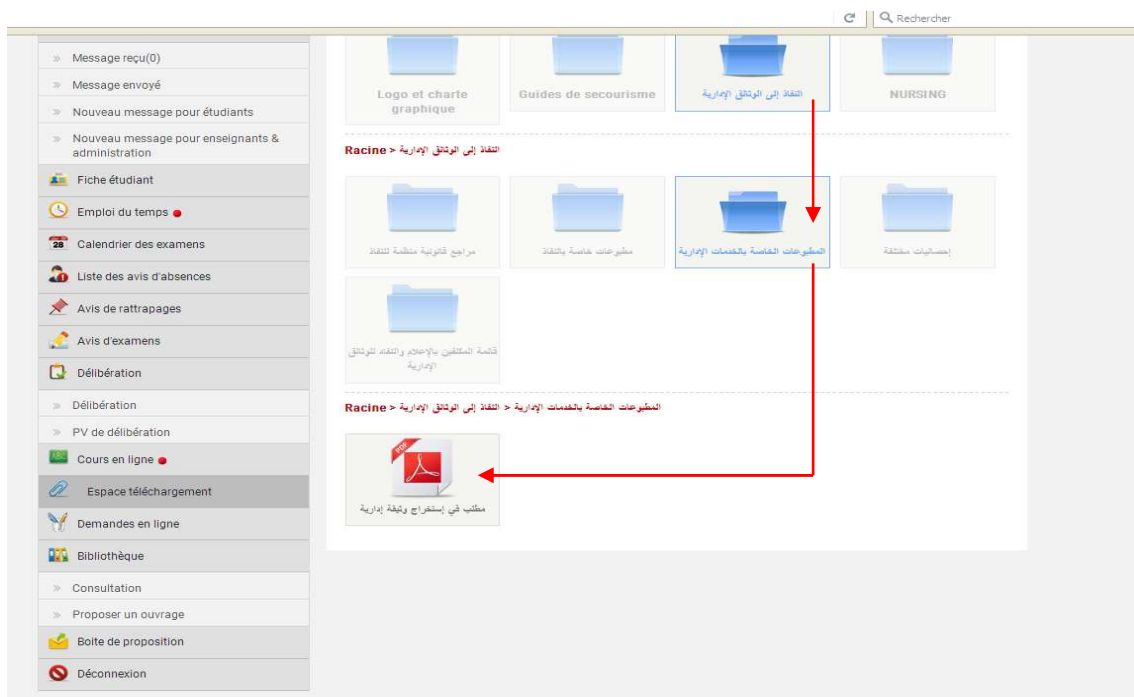 Rechercher
Message reçu(0)
Message envoyé
Nouveau message pour étudiants
Nouveau message pour enseignants &
administration
Fiche étudiant
Emploi du temps
28
Calendrier des examens
Liste des avis d'absences
Avis de rattrapages
Avis d'examens
Délibération
Délibération
PV de délibération
Cours en ligne
Espace téléchargement
Demandes en ligne
Bibliothèque
Consultation
Proposer un ouvrage
Boite de proposition
Déconnexion
Logo et charte
graphique
Guides de secourisme
النفاذ إلى الوثائق الإدارية
NURSING
Racine > النفاذ إلى الوثائق الإدارية
مراجع قانونية منظمة للنفاذ
مطبوعات خاصة بالنفاذ
المطبوعات الخاصة بالخدمات الإدارية
إحصائيات مختلفة
قائمة المكلفين بالإعلام والنفاذ للوثائق
الإدارية
Racine > النفاذ إلى الوثائق الإدارية > المطبوعات الخاصة بالخدمات الإدارية
PDF
مطلب في إستخراج وثيقة إدارية